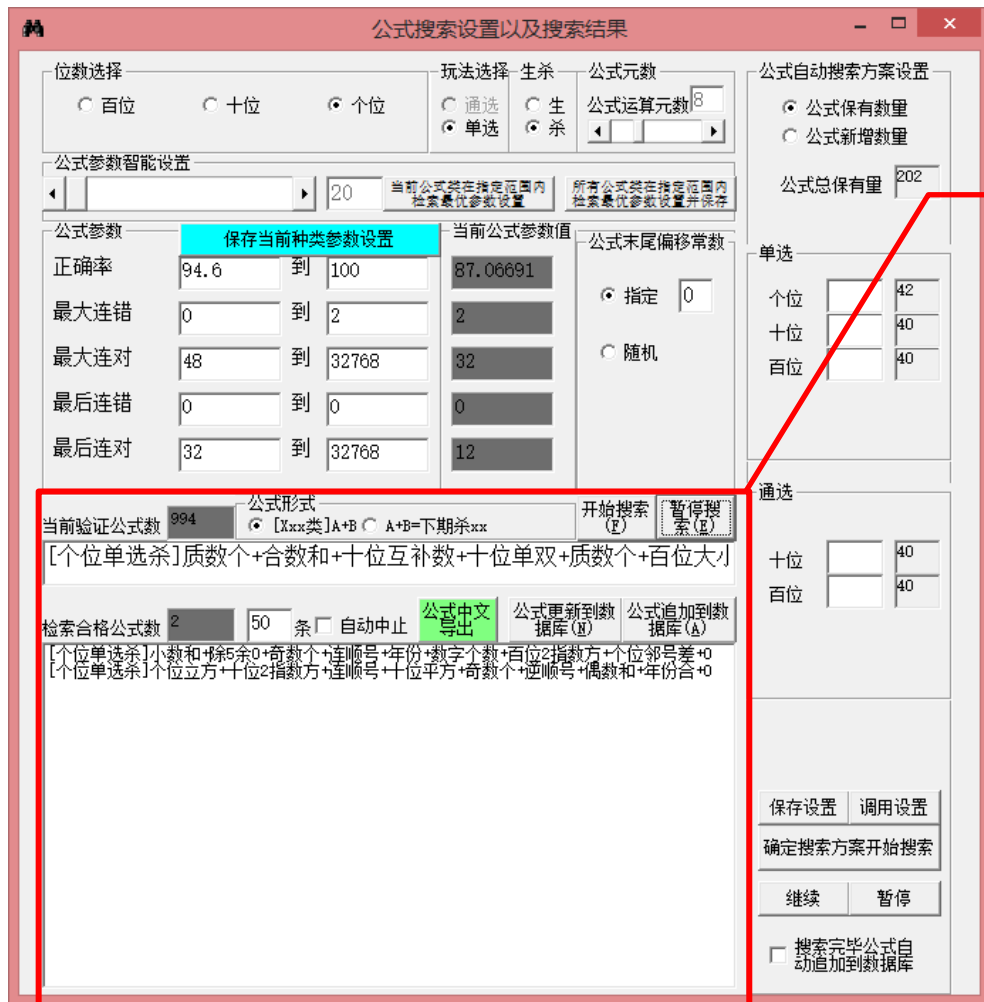 公式搜索设置以及搜索结果
位数选择
百位 十位 个位
玩法选择
通选
单选
生杀
生
杀
公式元数
公式运算元数 8
公式自动搜索方案设置
公式保有数量
公式新增数量
公式总保有量 202
公式参数智能设置
20
当前公式类在指定范围内
检索最优参数设置
所有公式类在指定范围内
检索最优参数设置并保存
公式参数
保存当前种类参数设置
当前公式参数值
正确率 94.6 到 100 87.06691
最大连错 0 到 2 2
最大连对 48 到 32768 32
最后连错 0 到 0 0
最后连对 32 到 32768 12
公式末尾偏移常数
指定 0
随机
单选
个位 42
十位 40
百位 40
当前验证公式数 994
公式形式
[Xxx类]A+B A+B=下期杀xx
开始搜索
(F)
暂停搜
索(E)
[个位单选杀]质数个+合数和+十位互补数+十位单双+质数个+百位大小
检索合格公式数 2 50 条 自动中止
公式中文
导出
公式更新到数
据库(N)
公式追加到数
据库(A)
[个位单选杀]小数和+除5余0+奇数个+连顺号+年份+数字个数+百位2指数方+个位邻号差+0
[个位单选杀]个位立方+十位2指数方+连顺号+十位平方+奇数个+逆顺号+偶数和+年份合+0
通选
十位 40
百位 40
保存设置 调用设置
确定搜索方案开始搜索
继续 暂停
搜索完毕公式自
动追加到数据库